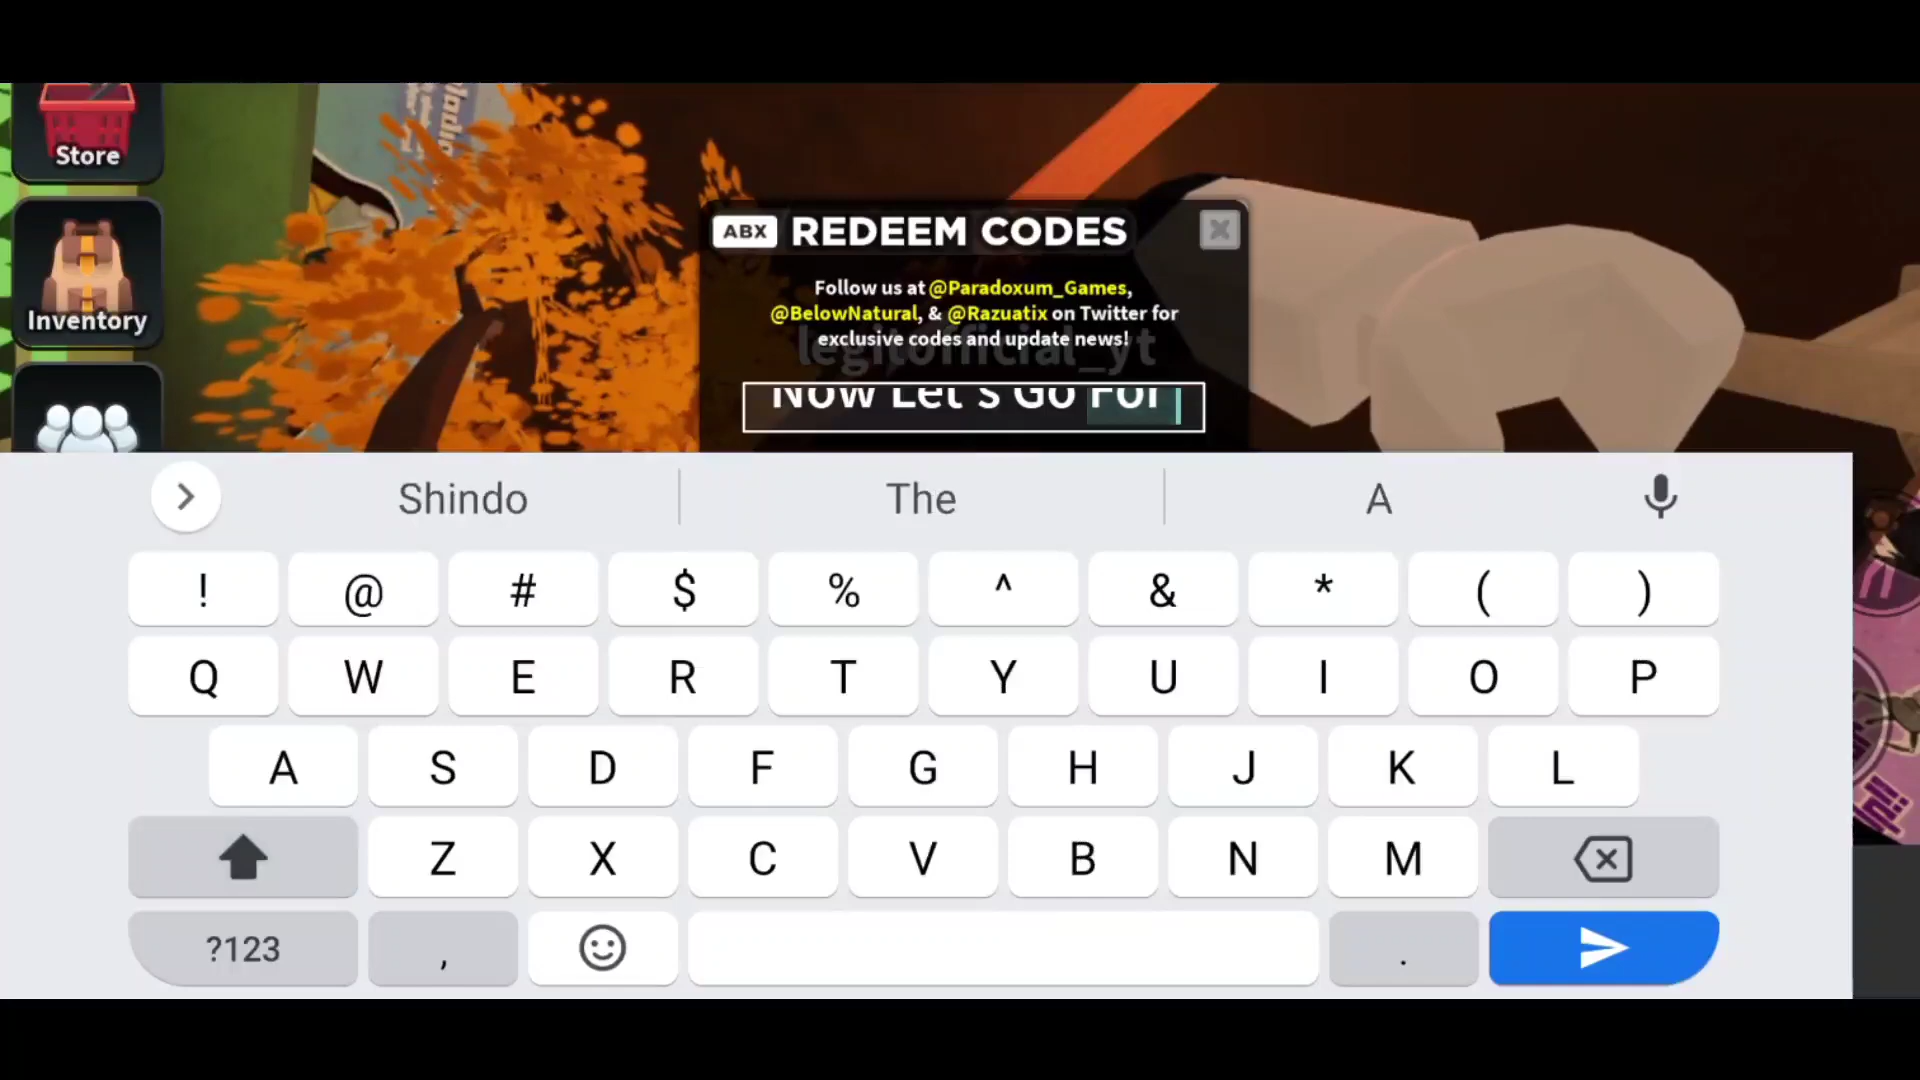 Store
Inventory
ABX REDEEM CODES
Follow us at @Paradoxum_Games,
@BelowNatural, & @Razuatix on Twitter for
exclusive codes and update news!
legitofficial_yt
Now Let's Go For
Shindo The A
! @ # $ % ^ & * ( )
Q W E R T Y U I O P
A S D F G H J K L
Z X C V B N M
?123 , .